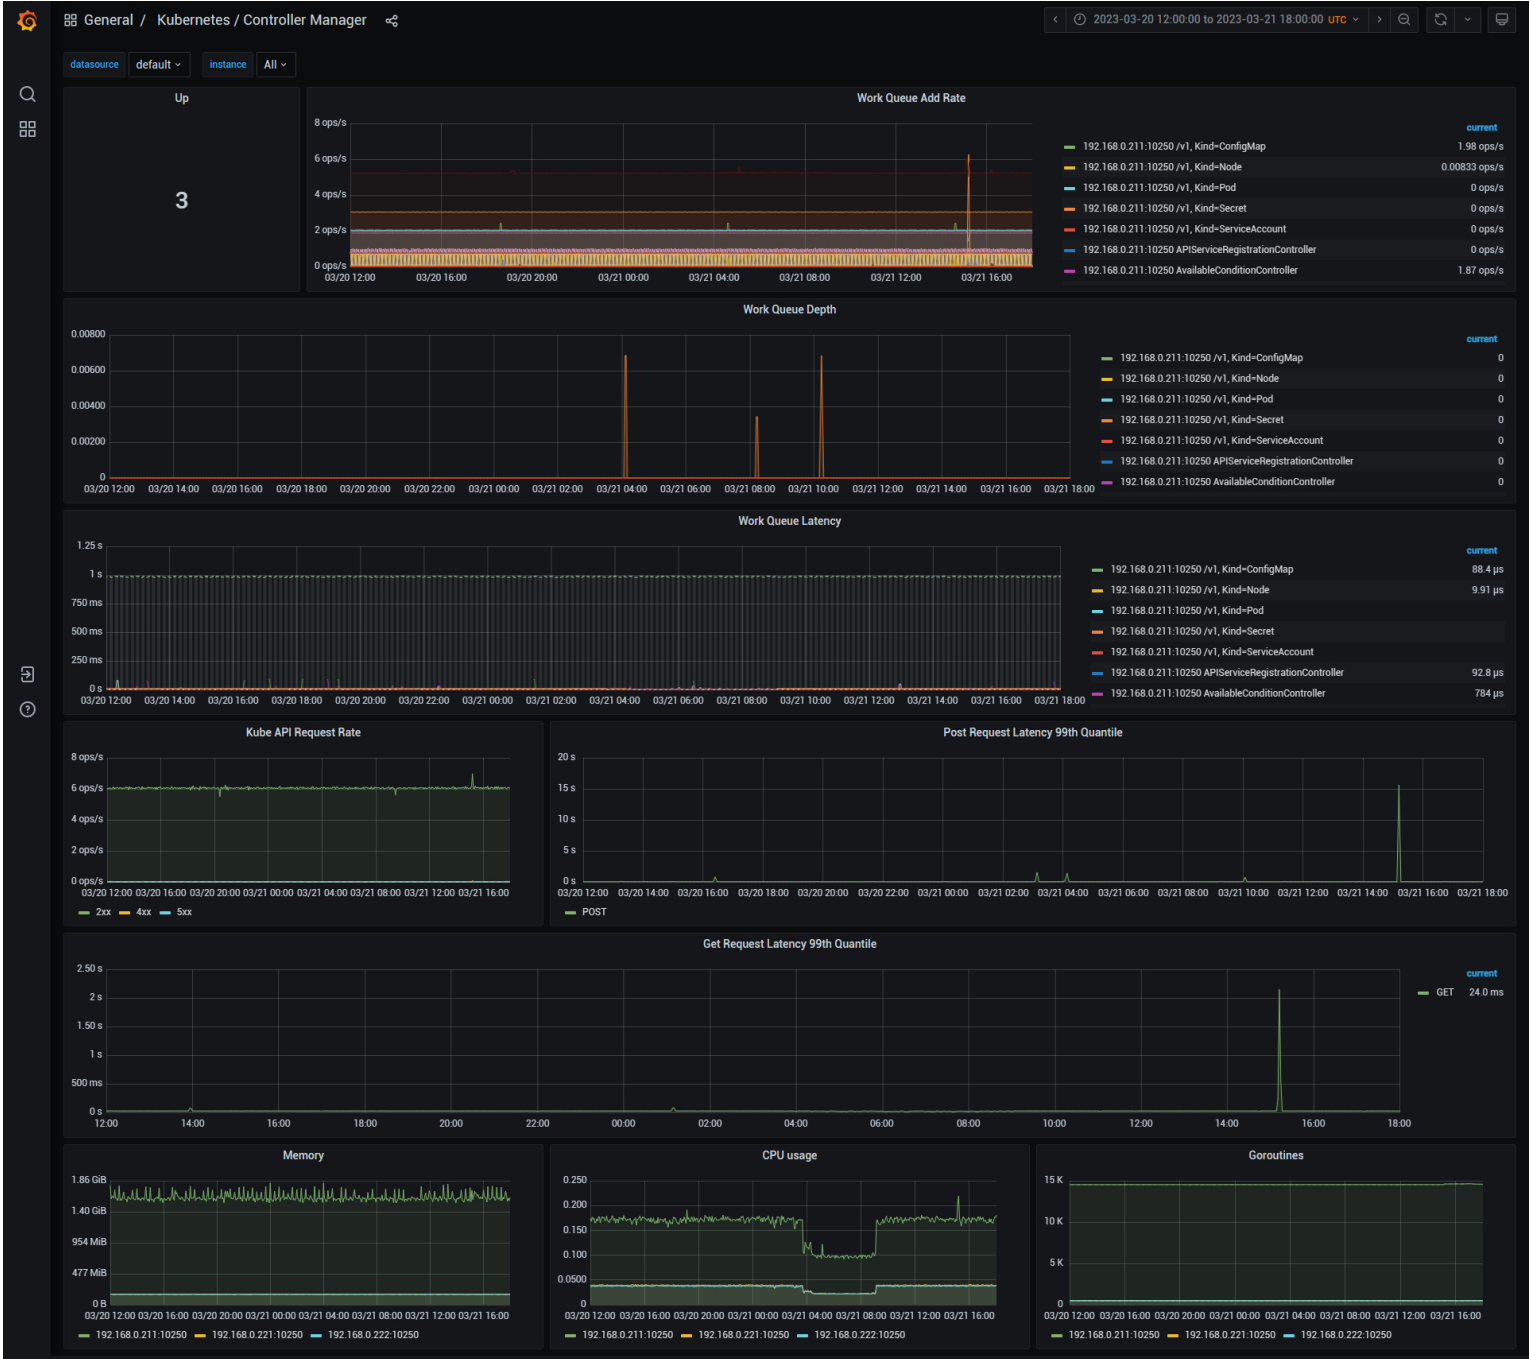 General / Kubernetes / Controller Manager
2023-03-20 12:00:00 to 2023-03-21 18:00:00 UTC
datasource default instance All
Up
3
Work Queue Add Rate
8 ops/s
6 ops/s
4 ops/s
2 ops/s
0 ops/s
03/20 12:00 03/20 16:00 03/20 20:00 03/21 00:00 03/21 04:00 03/21 08:00 03/21 12:00 03/21 16:00
current
192.168.0.211:10250 /v1, Kind=ConfigMap 1.98 ops/s
192.168.0.211:10250 /v1, Kind=Node 0.00833 ops/s
192.168.0.211:10250 /v1, Kind=Pod 0 ops/s
192.168.0.211:10250 /v1, Kind=Secret 0 ops/s
192.168.0.211:10250 /v1, Kind=ServiceAccount 0 ops/s
192.168.0.211:10250 APIServiceRegistrationController 0 ops/s
192.168.0.211:10250 AvailableConditionController 1.87 ops/s
Work Queue Depth
0.00800
0.00600
0.00400
0.00200
0
03/20 12:00 03/20 14:00 03/20 16:00 03/20 18:00 03/20 20:00 03/20 22:00 03/21 00:00 03/21 02:00 03/21 04:00 03/21 06:00 03/21 08:00 03/21 10:00 03/21 12:00 03/21 14:00 03/21 16:00 03/21 18:00
current
192.168.0.211:10250 /v1, Kind=ConfigMap 0
192.168.0.211:10250 /v1, Kind=Node 0
192.168.0.211:10250 /v1, Kind=Pod 0
192.168.0.211:10250 /v1, Kind=Secret 0
192.168.0.211:10250 /v1, Kind=ServiceAccount 0
192.168.0.211:10250 APIServiceRegistrationController 0
192.168.0.211:10250 AvailableConditionController 0
Work Queue Latency
1.25 s
1 s
750 ms
500 ms
250 ms
0 s
03/20 12:00 03/20 14:00 03/20 16:00 03/20 18:00 03/20 20:00 03/20 22:00 03/21 00:00 03/21 02:00 03/21 04:00 03/21 06:00 03/21 08:00 03/21 10:00 03/21 12:00 03/21 14:00 03/21 16:00 03/21 18:00
current
192.168.0.211:10250 /v1, Kind=ConfigMap 88.4 µs
192.168.0.211:10250 /v1, Kind=Node 9.91 µs
192.168.0.211:10250 /v1, Kind=Pod
192.168.0.211:10250 /v1, Kind=Secret
192.168.0.211:10250 /v1, Kind=ServiceAccount
192.168.0.211:10250 APIServiceRegistrationController 92.8 µs
192.168.0.211:10250 AvailableConditionController 784 µs
Kube API Request Rate
8 ops/s
6 ops/s
4 ops/s
2 ops/s
0 ops/s
03/20 12:00 03/20 16:00 03/20 20:00 03/21 00:00 03/21 04:00 03/21 08:00 03/21 12:00 03/21 16:00
2xx 4xx 5xx
Post Request Latency 99th Quantile
20 s
15 s
10 s
5 s
0 s
03/20 12:00 03/20 14:00 03/20 16:00 03/20 18:00 03/20 20:00 03/20 22:00 03/21 00:00 03/21 02:00 03/21 04:00 03/21 06:00 03/21 08:00 03/21 10:00 03/21 12:00 03/21 14:00 03/21 16:00 03/21 18:00
POST
Get Request Latency 99th Quantile
2.50 s
2 s
1.50 s
1 s
500 ms
0 s
12:00 14:00 16:00 18:00 20:00 22:00 00:00 02:00 04:00 06:00 08:00 10:00 12:00 14:00 16:00 18:00
current
GET 24.0 ms
Memory
1.86 GiB
1.40 GiB
954 MiB
477 MiB
0 B
03/20 12:00 03/20 16:00 03/20 20:00 03/21 00:00 03/21 04:00 03/21 08:00 03/21 12:00 03/21 16:00
192.168.0.211:10250 192.168.0.221:10250 192.168.0.222:10250
CPU usage
0.250
0.200
0.150
0.100
0.0500
0
03/20 12:00 03/20 16:00 03/20 20:00 03/21 00:00 03/21 04:00 03/21 08:00 03/21 12:00 03/21 16:00
192.168.0.211:10250 192.168.0.221:10250 192.168.0.222:10250
Goroutines
15 K
10 K
5 K
0
03/20 12:00 03/20 16:00 03/20 20:00 03/21 00:00 03/21 04:00 03/21 08:00 03/21 12:00 03/21 16:00
192.168.0.211:10250 192.168.0.221:10250 192.168.0.222:10250